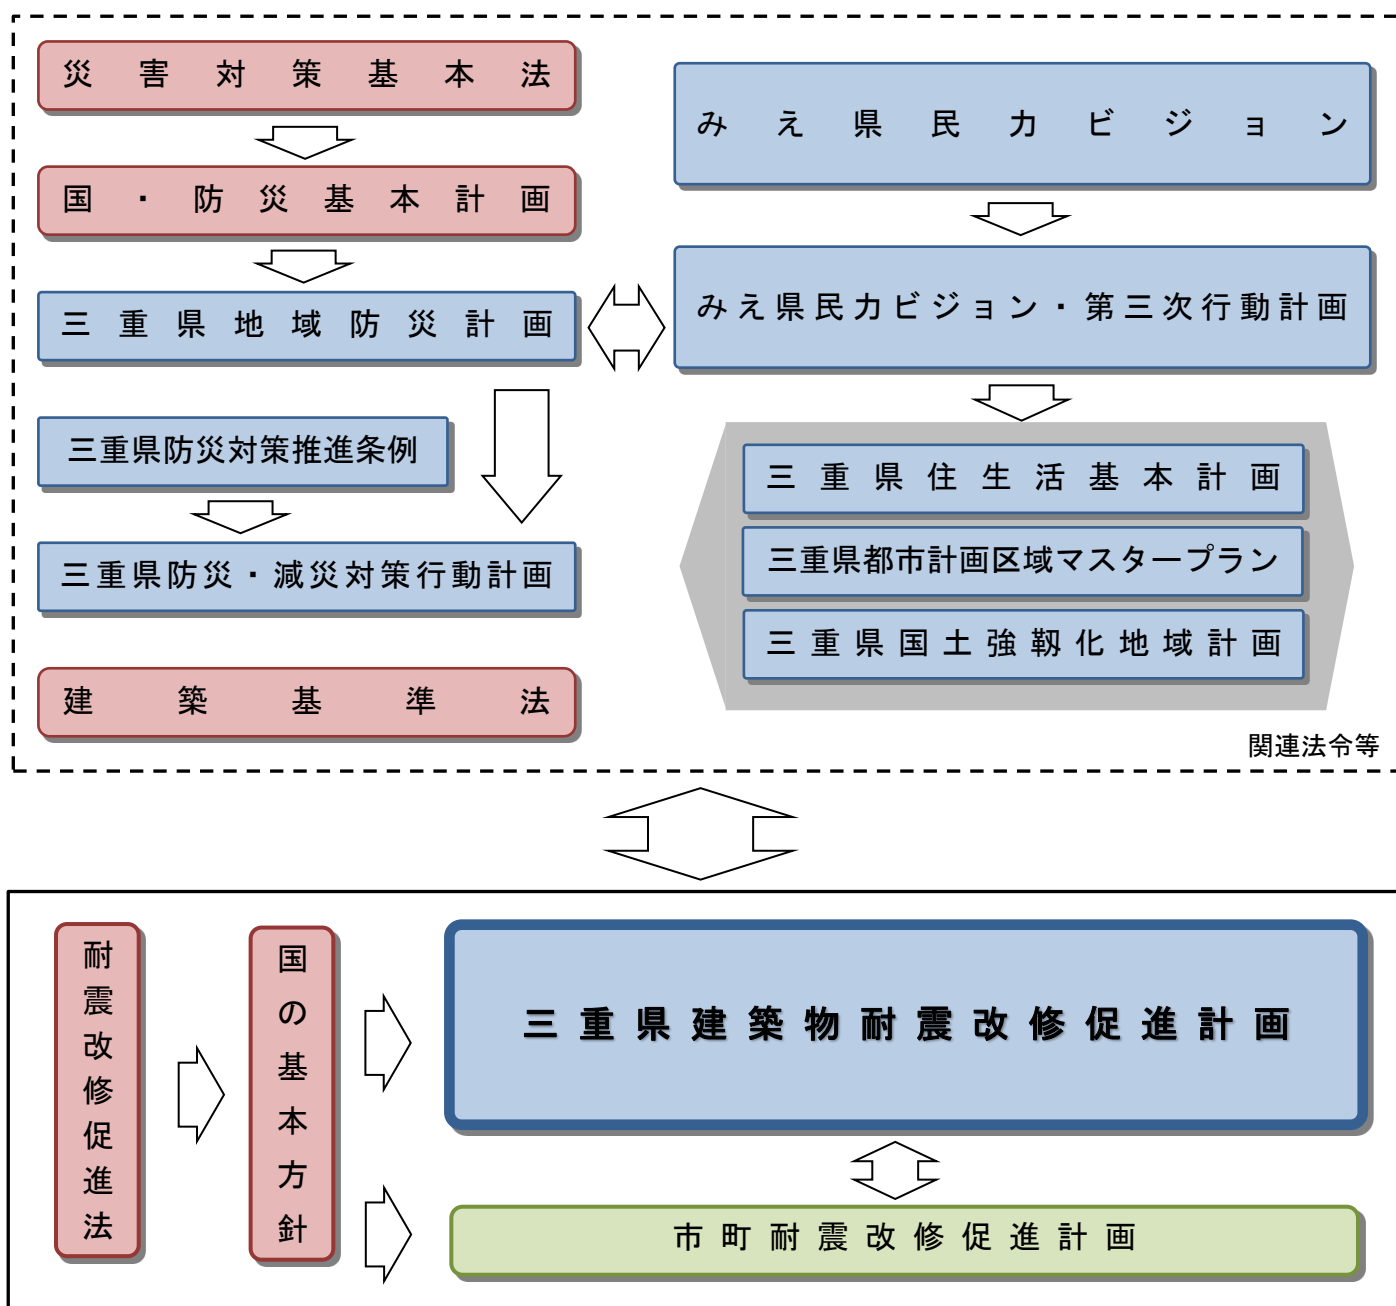 災害対策基本法
国・防災基本計画
三重県地域防災計画
三重県防災対策推進条例
三重県防災・減災対策行動計画
建築基準法
みえ県民力ビジョン
みえ県民力ビジョン・第三次行動計画
三重県住生活基本計画
三重県都市計画区域マスタープラン
三重県国土強靱化地域計画
関連法令等
耐震改修促進法
国の基本方針
三重県建築物耐震改修促進計画
市町耐震改修促進計画